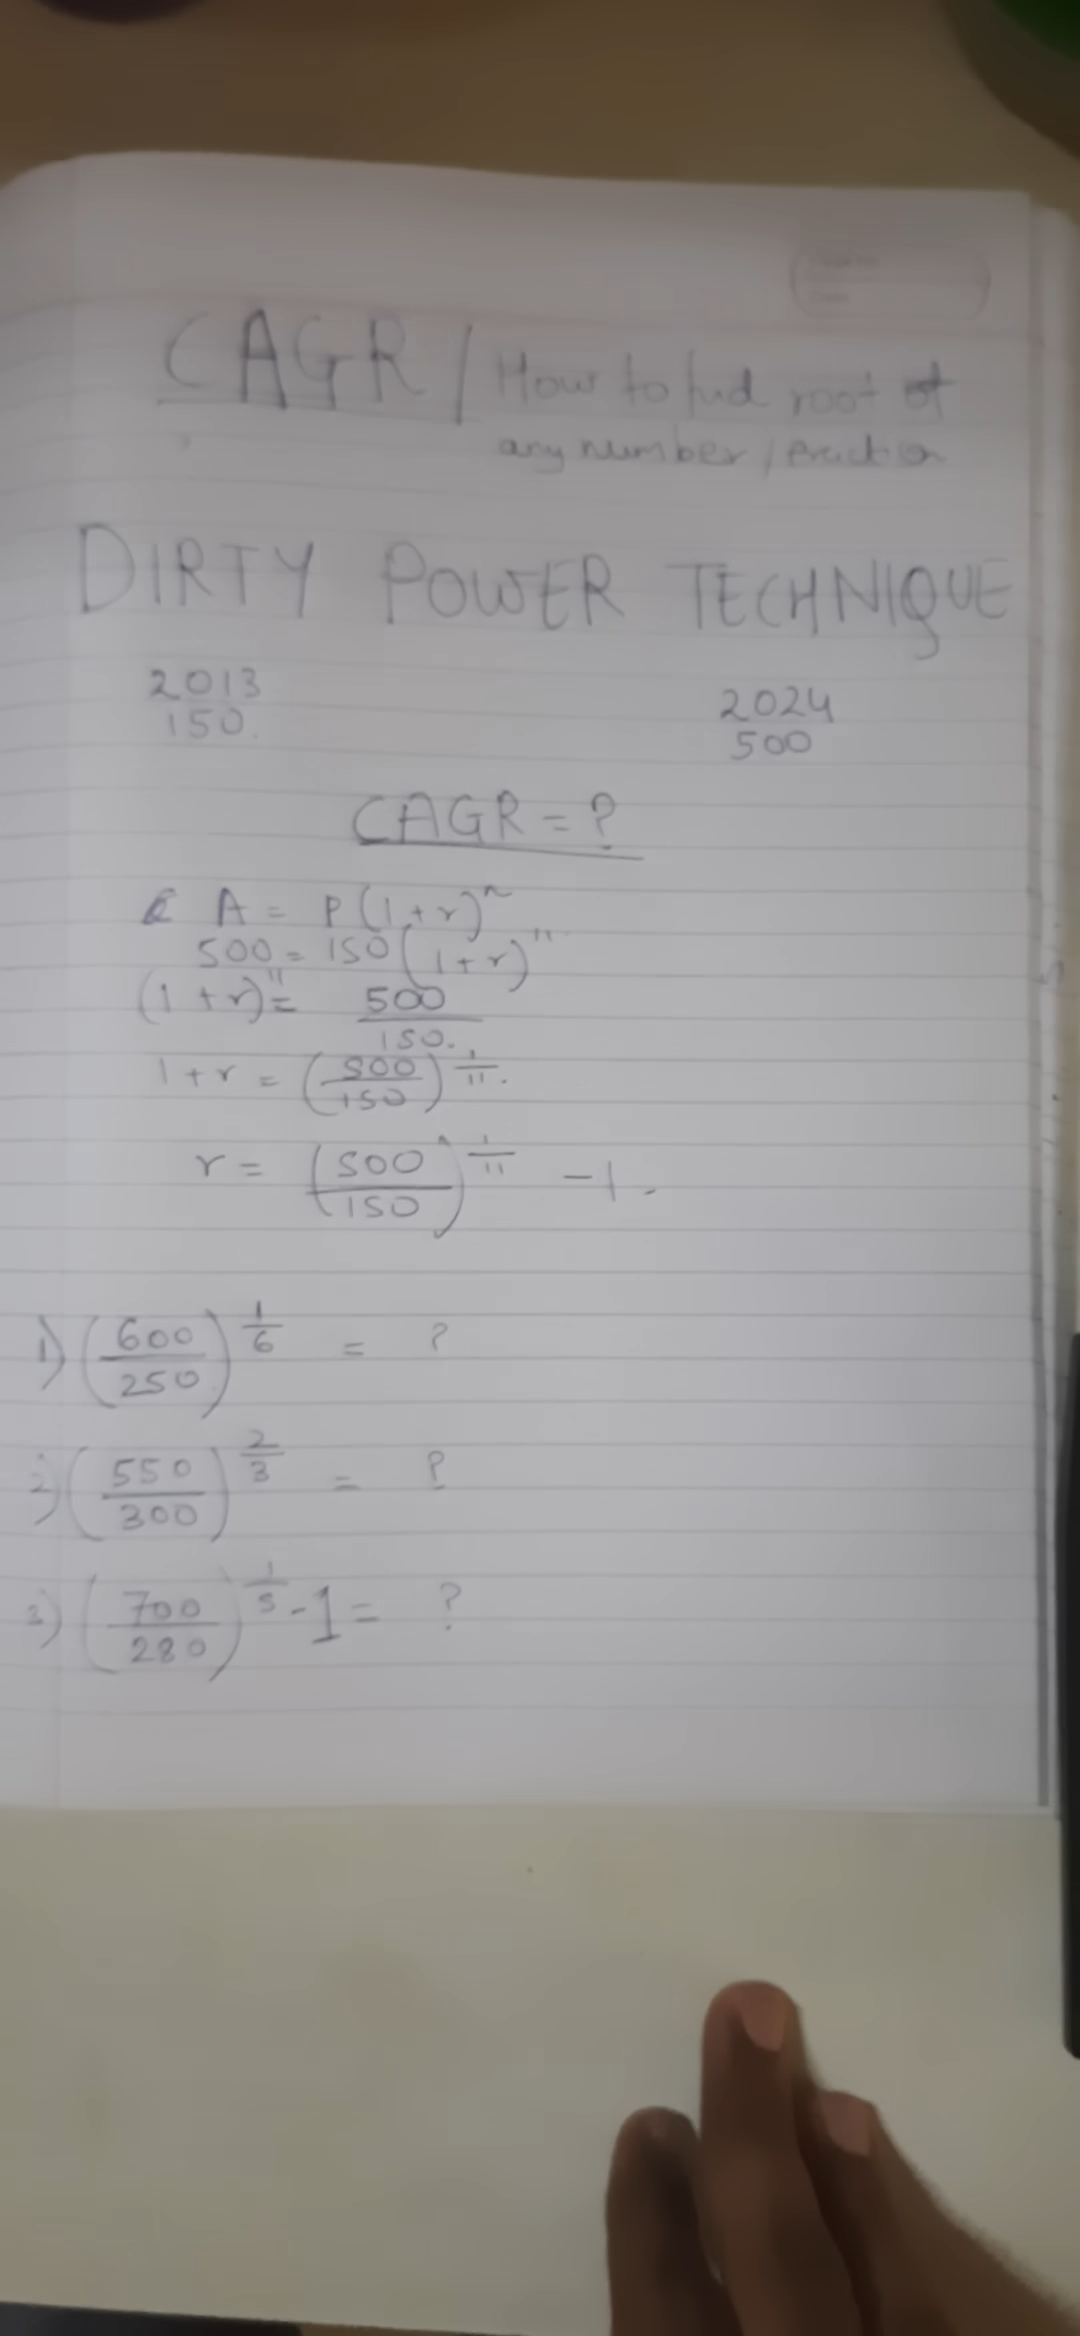 CAGR / How to find root of
any number / fraction
DIRTY POWER TECHNIQUE
2013 2024
150. 500
CAGR = ?
A = P(1+r)^n
500 = 150(1+r)^11
(1+r)^11 = 500/150.
1+r = (500/150)^1/11.
r = (500/150)^1/11 - 1.
1) (600/250)^1/6 = ?
2) (550/300)^2/3 = ?
3) (700/280)^1/5 - 1 = ?